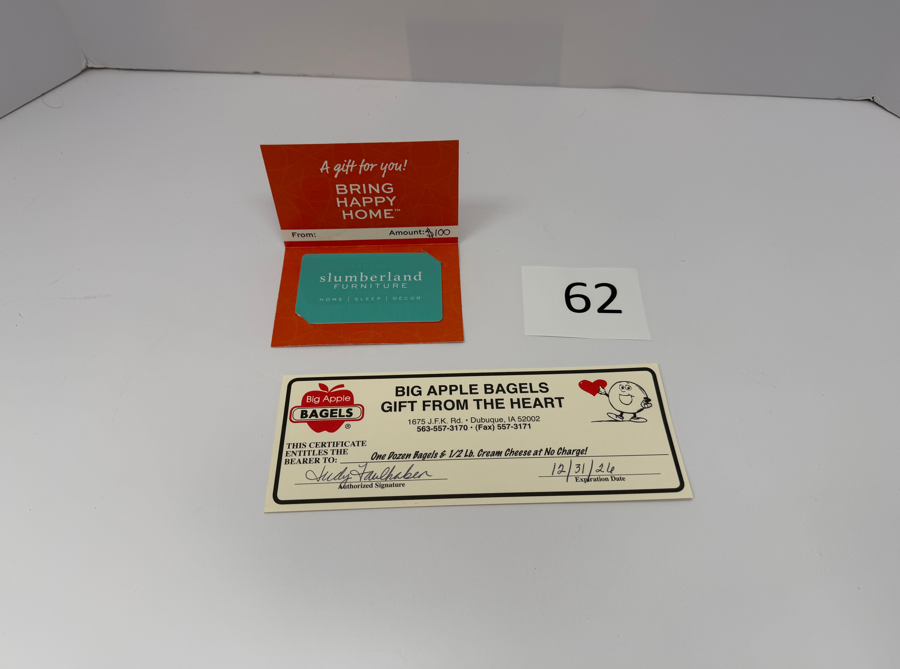 A gift for you!
BRING
HAPPY
HOME™
From: Amount: $100
slumberland
FURNITURE
HOME | SLEEP | DECOR
62
Big Apple
BAGELS
®
BIG APPLE BAGELS
GIFT FROM THE HEART
1675 J.F.K. Rd. • Dubuque, IA 52002
563-557-3170 • (Fax) 557-3171
THIS CERTIFICATE
ENTITLES THE
BEARER TO: One Dozen Bagels & 1/2 Lb. Cream Cheese at No Charge!
Judy Faulhaber 12/31/26
Authorized Signature Expiration Date